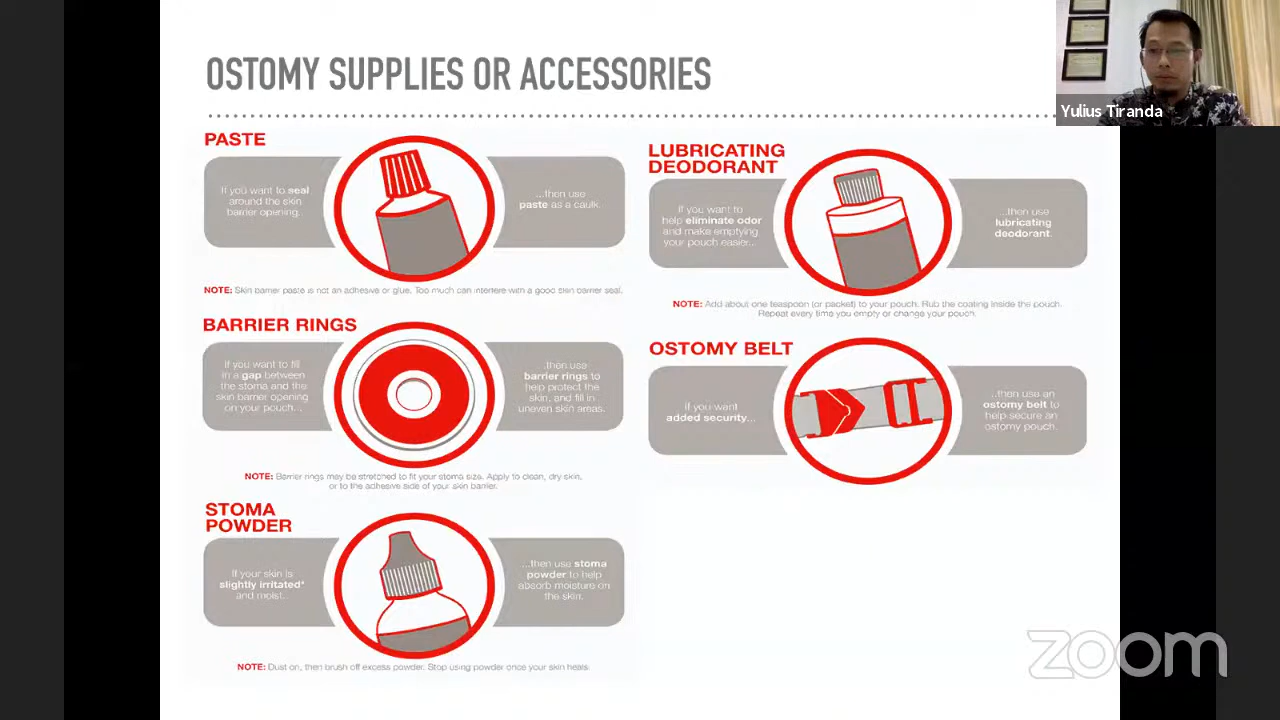 OSTOMY SUPPLIES OR ACCESSORIES
Yulius Tiranda
PASTE
If you want to seal
around the skin
barrier opening.
...then use
paste as a caulk.
NOTE: Skin barrier paste is not an adhesive or glue. Too much can interfere with a good skin barrier seal.
BARRIER RINGS
If you want to fill
in a gap between
the stoma and the
skin barrier opening
on your pouch...
...then use
barrier rings to
help protect the
skin, and fill in
uneven skin areas.
NOTE: Barrier rings may be stretched to fit your stoma size. Apply to clean, dry skin,
or to the adhesive side of your skin barrier.
STOMA
POWDER
If your skin is
slightly irritated*
and moist...
...then use stoma
powder to help
absorb moisture on
the skin.
NOTE: Dust on, then brush off excess powder. Stop using powder once your skin heals.
LUBRICATING
DEODORANT
If you want to
help eliminate odor
and make emptying
your pouch easier...
...then use
lubricating
deodorant.
NOTE: Add about one teaspoon (or packet) to your pouch. Rub the coating inside the pouch.
Repeat every time you empty or change your pouch.
OSTOMY BELT
If you want
added security...
...then use an
ostomy belt to
help secure an
ostomy pouch.
zoom